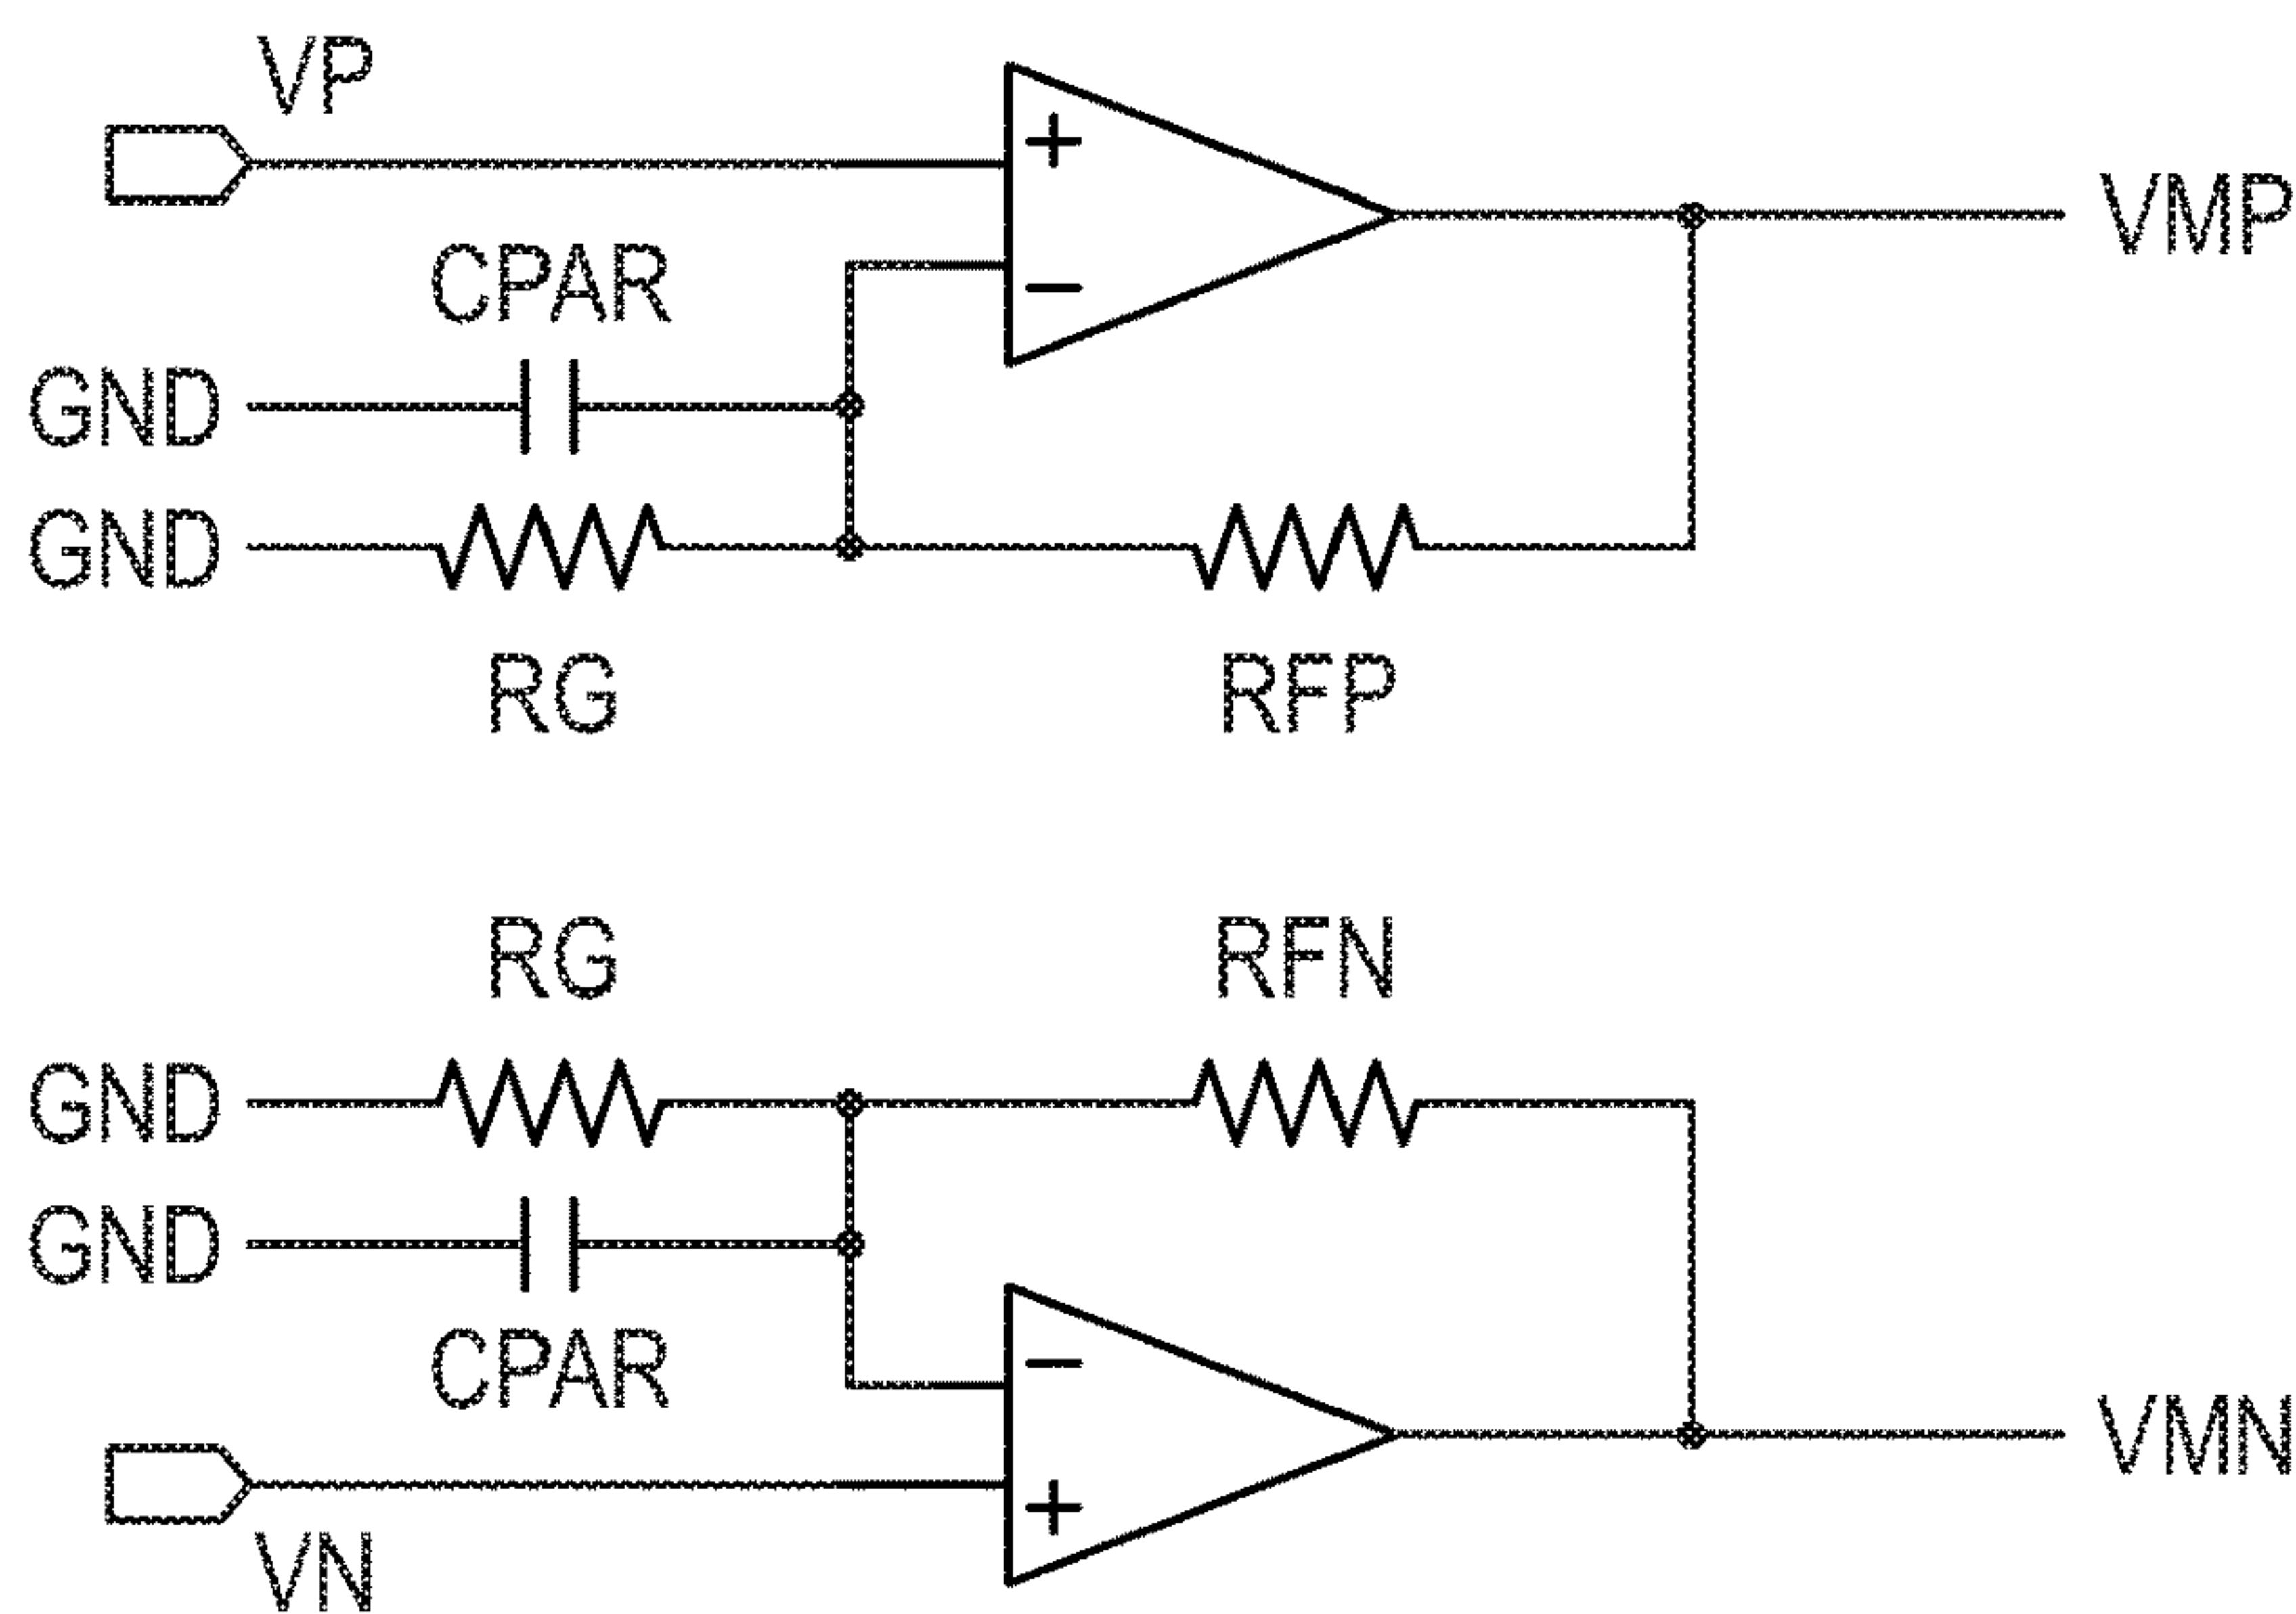 VP
+
VMP
CPAR
−
GND
GND
RG
RFP
RG
RFN
GND
GND
CPAR
−
VMN
+
VN